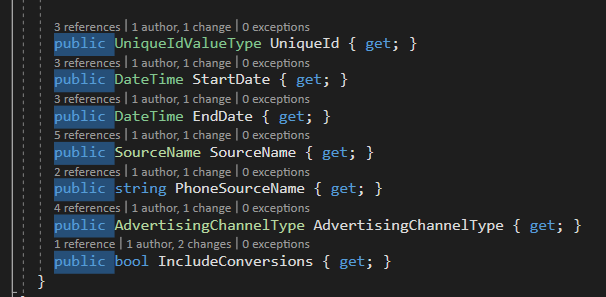 3 references | 1 author, 1 change | 0 exceptions
public UniqueIdValueType UniqueId { get; }
3 references | 1 author, 1 change | 0 exceptions
public DateTime StartDate { get; }
3 references | 1 author, 1 change | 0 exceptions
public DateTime EndDate { get; }
5 references | 1 author, 1 change | 0 exceptions
public SourceName SourceName { get; }
2 references | 1 author, 1 change | 0 exceptions
public string PhoneSourceName { get; }
4 references | 1 author, 1 change | 0 exceptions
public AdvertisingChannelType AdvertisingChannelType { get; }
1 reference | 1 author, 2 changes | 0 exceptions
public bool IncludeConversions { get; }
}